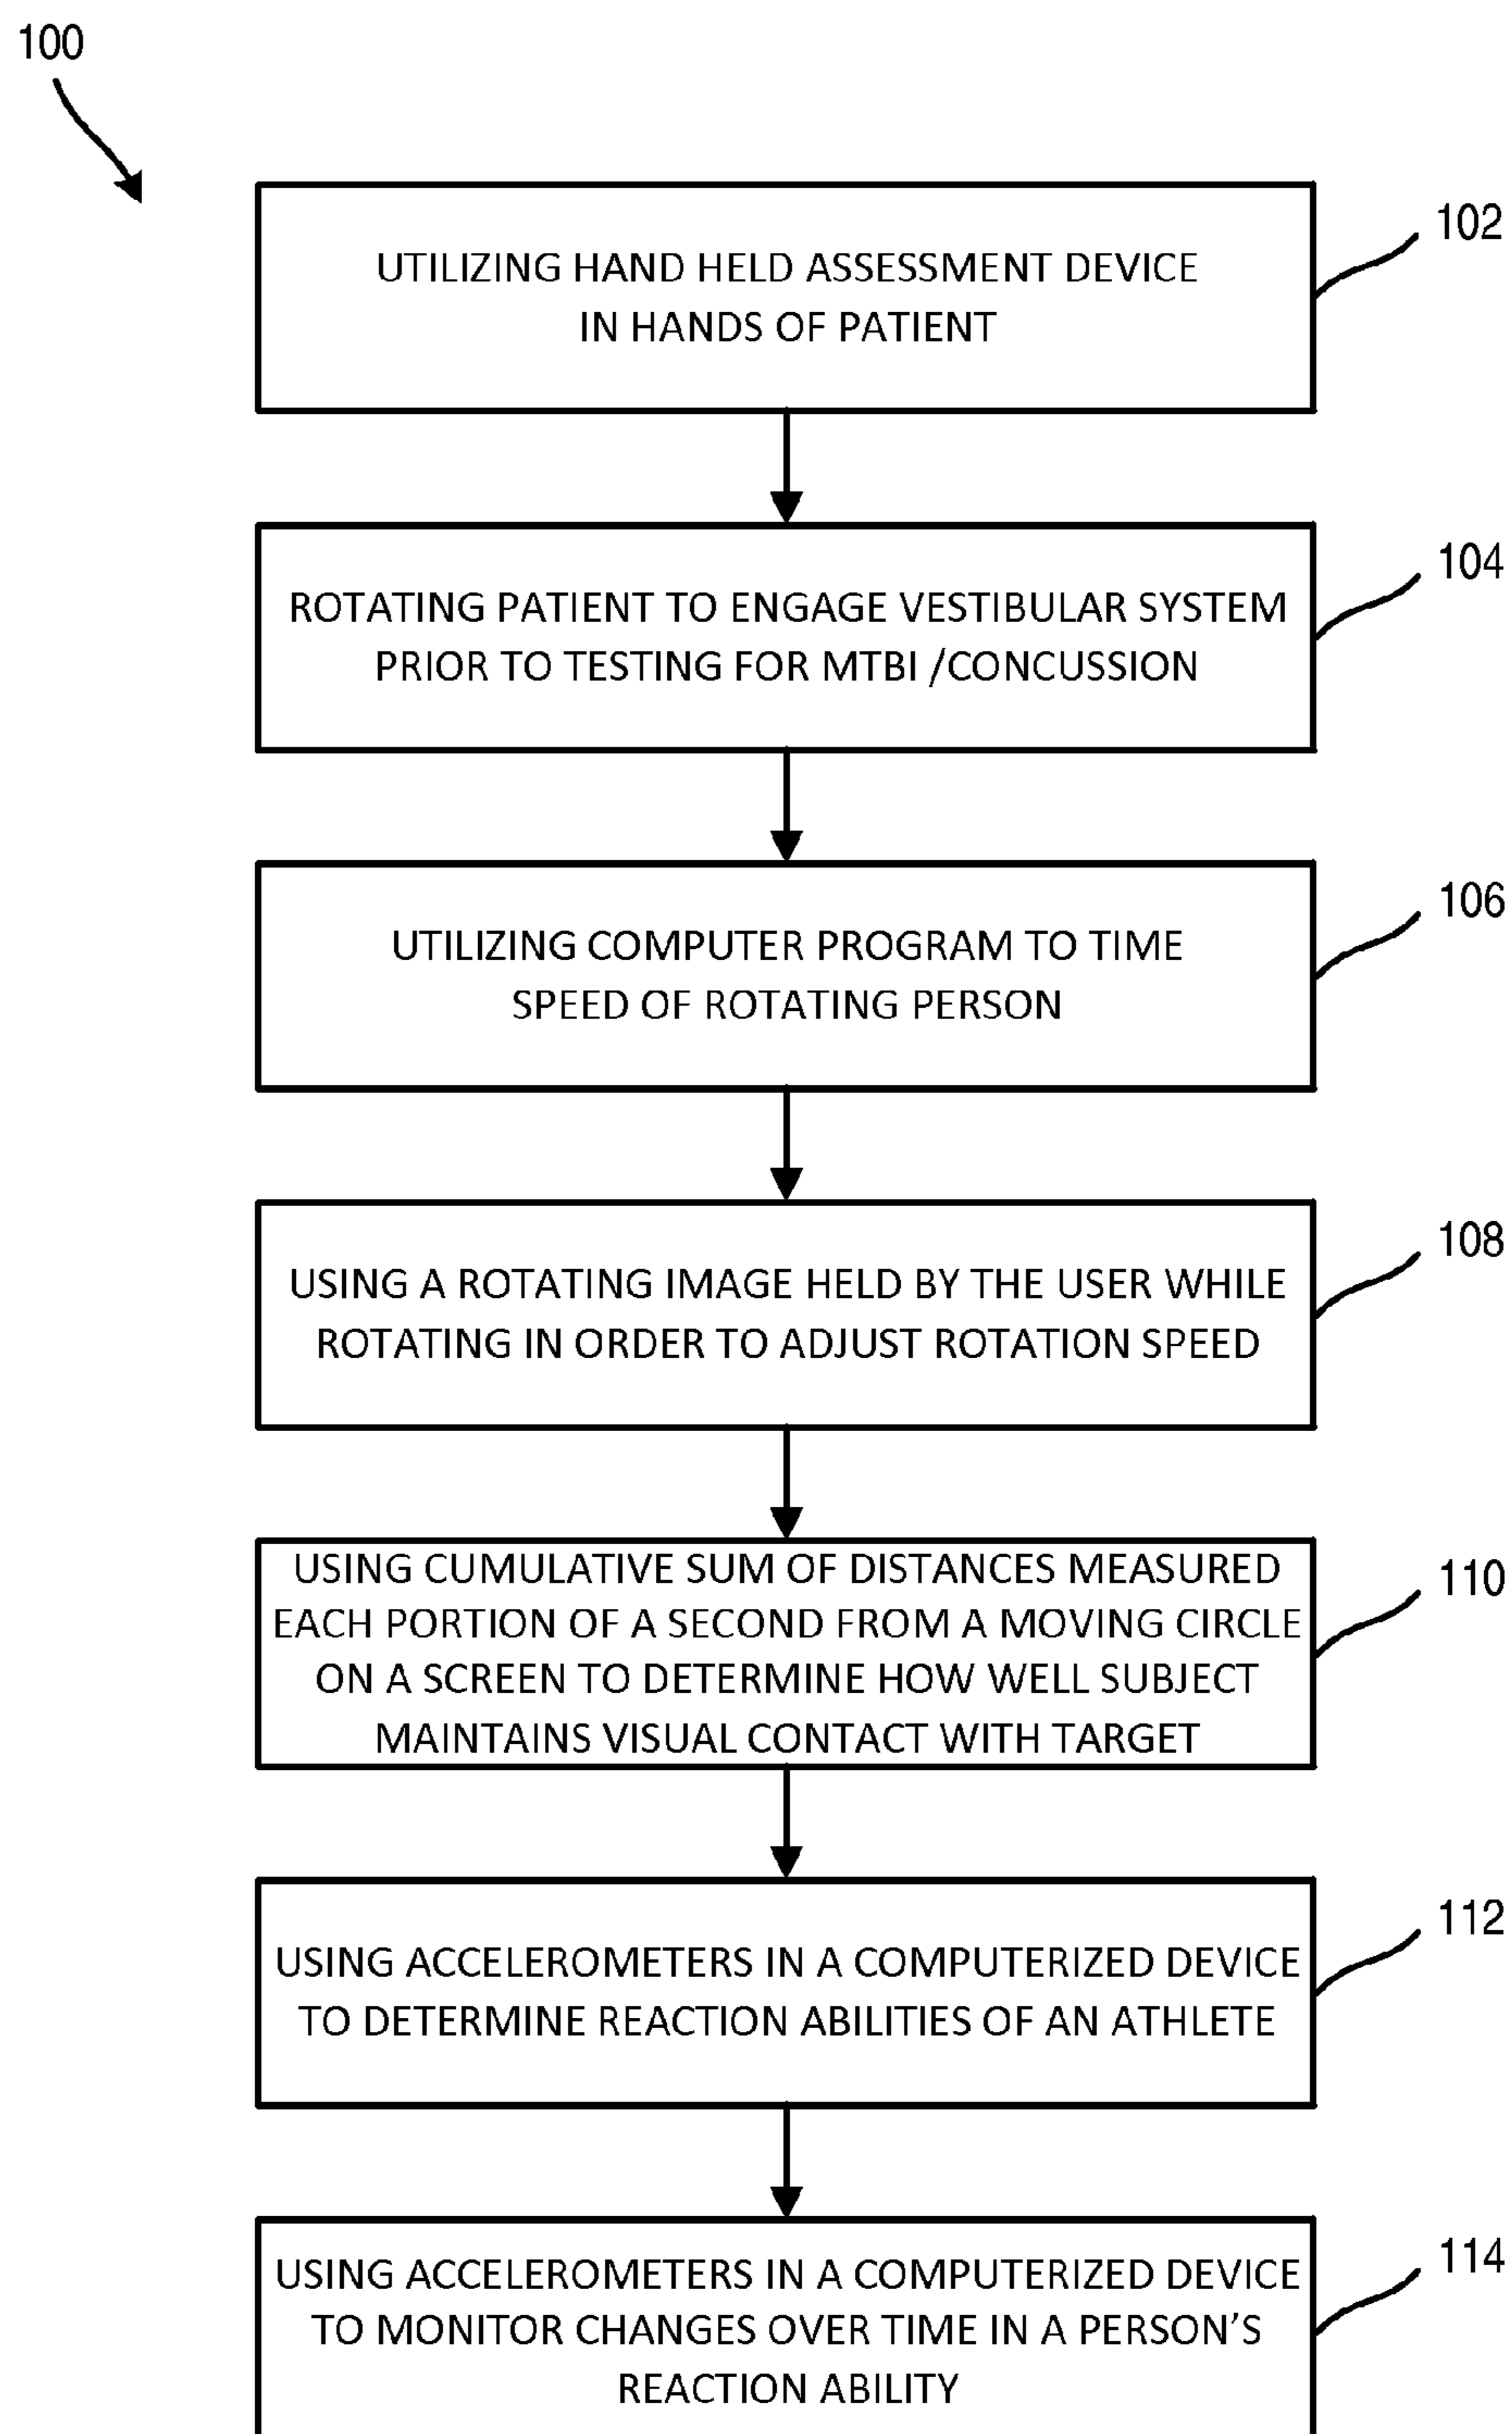 100
102
UTILIZING HAND HELD ASSESSMENT DEVICE
IN HANDS OF PATIENT
104
ROTATING PATIENT TO ENGAGE VESTIBULAR SYSTEM
PRIOR TO TESTING FOR MTBI /CONCUSSION
106
UTILIZING COMPUTER PROGRAM TO TIME
SPEED OF ROTATING PERSON
108
USING A ROTATING IMAGE HELD BY THE USER WHILE
ROTATING IN ORDER TO ADJUST ROTATION SPEED
110
USING CUMULATIVE SUM OF DISTANCES MEASURED
EACH PORTION OF A SECOND FROM A MOVING CIRCLE
ON A SCREEN TO DETERMINE HOW WELL SUBJECT
MAINTAINS VISUAL CONTACT WITH TARGET
112
USING ACCELEROMETERS IN A COMPUTERIZED DEVICE
TO DETERMINE REACTION ABILITIES OF AN ATHLETE
114
USING ACCELEROMETERS IN A COMPUTERIZED DEVICE
TO MONITOR CHANGES OVER TIME IN A PERSON'S
REACTION ABILITY